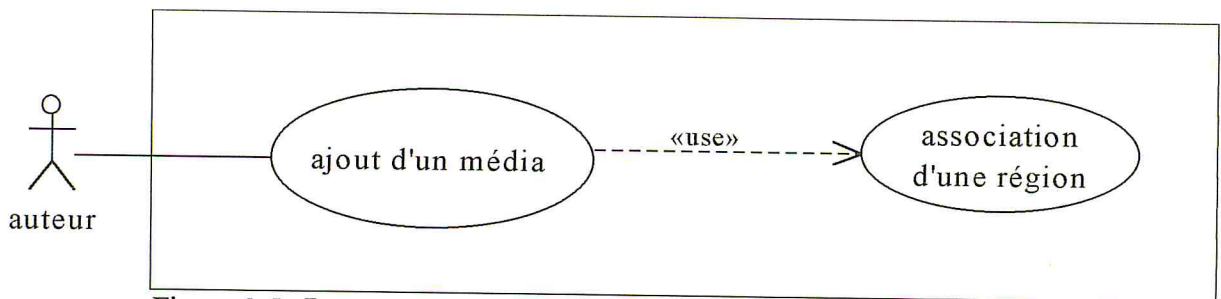 ajout d'un média
«use»
association
d'une région
auteur